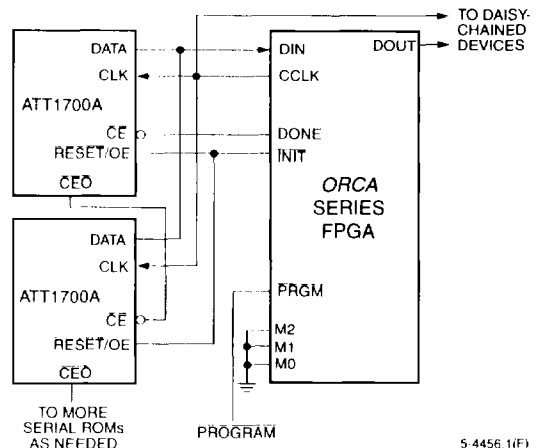 TO DAISY-
CHAINED
DEVICES
DATA
CLK
ATT1700A
CE
RESET/OE
CEO
DIN
DOUT
CCLK
DONE
INIT
ORCA
SERIES
FPGA
PRGM
M2
M1
M0
DATA
CLK
ATT1700A
CE
RESET/OE
CEO
TO MORE
SERIAL ROMs
AS NEEDED
PROGRAM
5-4456.1(F)